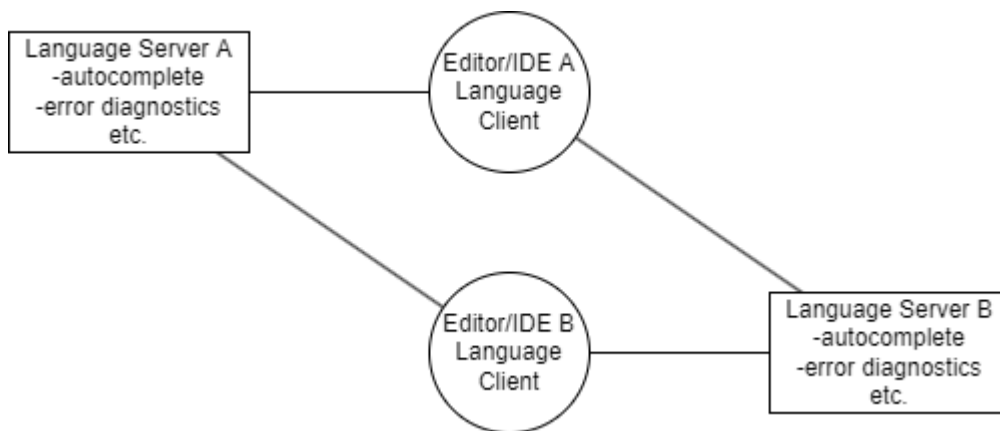 Language Server A
-autocomplete
-error diagnostics
etc.
Editor/IDE A
Language
Client
Editor/IDE B
Language
Client
Language Server B
-autocomplete
-error diagnostics
etc.